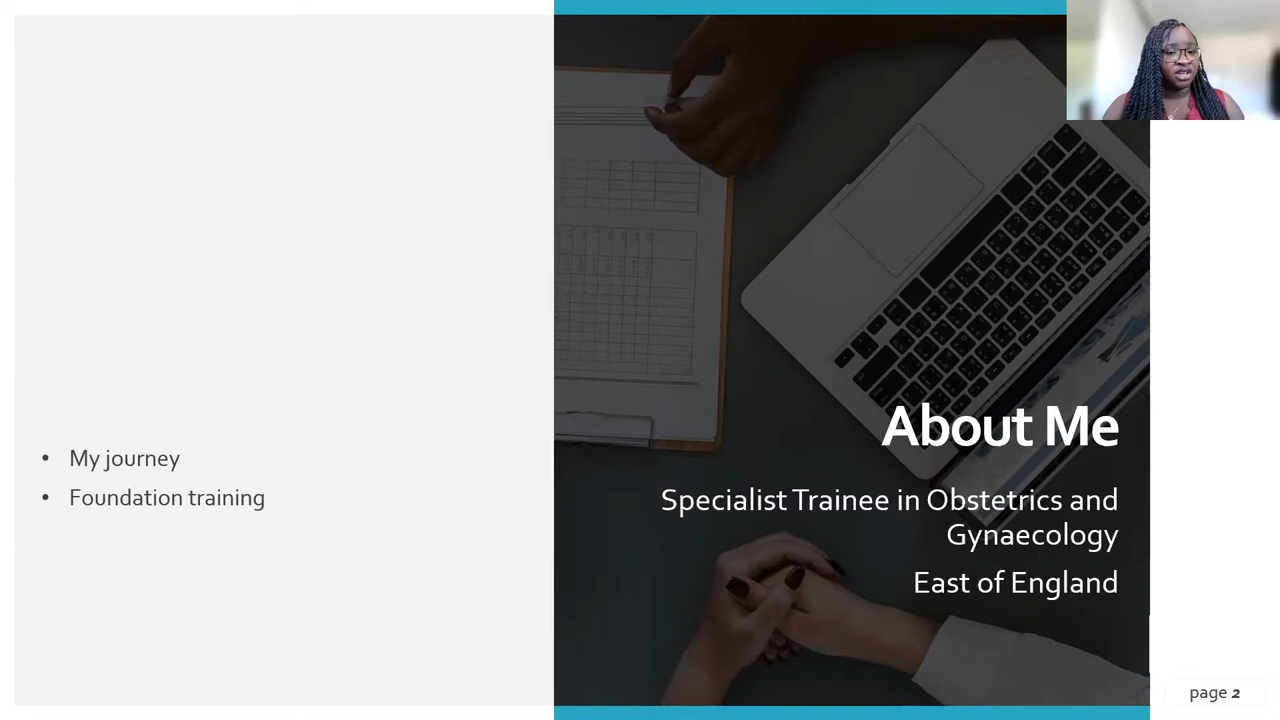 • My journey
• Foundation training
About Me
Specialist Trainee in Obstetrics and
Gynaecology
East of England
page 2